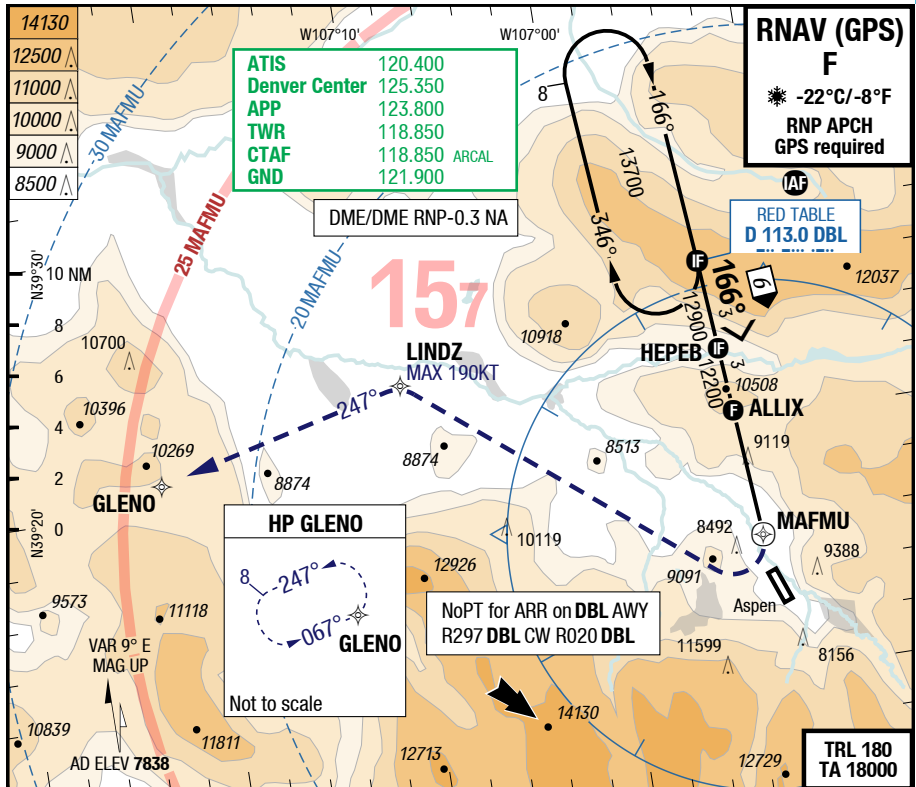 14130
12500
11000
10000
9000
8500
W107°10'
W107°00'
RNAV (GPS)
F
-22°C/-8°F
RNP APCH
GPS required
ATIS 120.400
Denver Center 125.350
APP 123.800
TWR 118.850
CTAF 118.850 ARCAL
GND 121.900
DME/DME RNP-0.3 NA
30 MAFMU
25 MAFMU
20 MAFMU
8
166°
13700
346°
IAF
RED TABLE
D 113.0 DBL
IF
166°
9
12037
N39°30'
10 NM
8
6
4
2
0
N39°20'
157
3
12900
10918
HEPEB
IF
3
12200
10508
F
ALLIX
10700
LINDZ
MAX 190KT
247°
10396
10269
8874
8874
8513
9119
GLENO
MAFMU
HP GLENO
8
247°
067°
GLENO
Not to scale
10119
8492
9091
9388
12926
Aspen
9573
11118
NoPT for ARR on DBL AWY
R297 DBL CW R020 DBL
11599
8156
VAR 9° E
MAG UP
14130
10839
11811
AD ELEV 7838
12713
12729
TRL 180
TA 18000